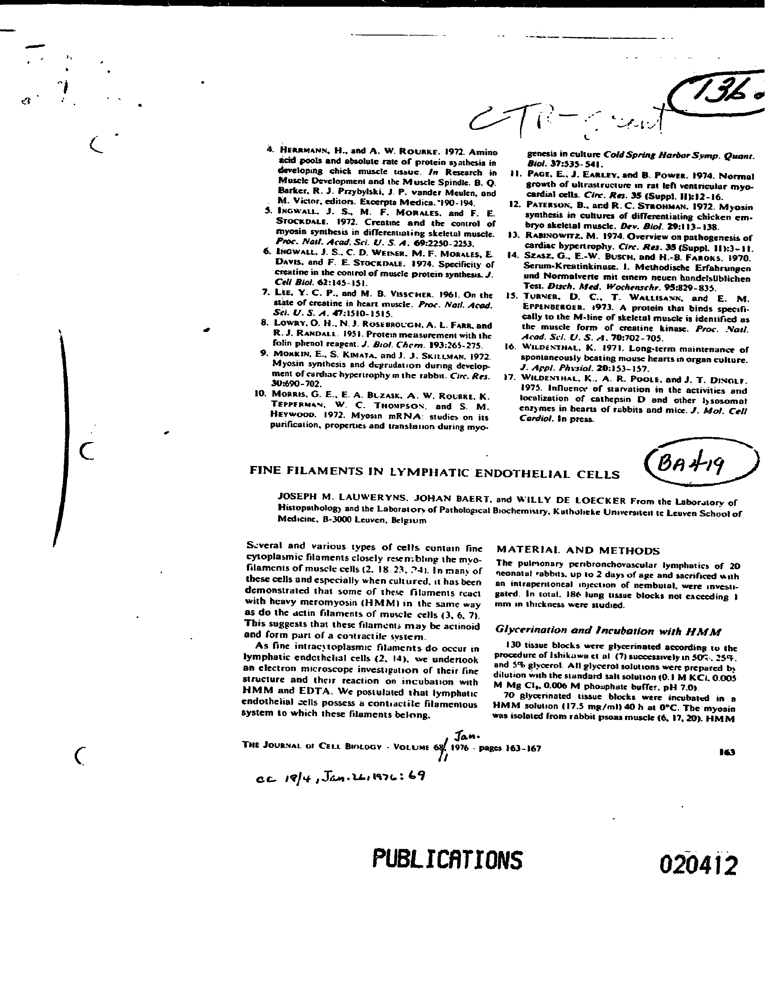 136
CTR-Grant
4. HERRMANN, H., and A. W. ROURKE. 1972. Amino
acid pools and absolute rate of protein synthesis in
developing chick muscle tissue. In Research in
Muscle Development and the Muscle Spindle. B. Q.
Barker, R. J. Przybylski, J. P. vander Meulen, and
M. Victor, editors. Excerpta Medica. 190-194.
5. INGWALL, J. S., M. F. MORALES, and F. E.
STOCKDALE. 1972. Creatine and the control of
myosin synthesis in differentiating skeletal muscle.
Proc. Natl. Acad. Sci. U. S. A. 69:2250-2253.
6. INGWALL, J. S., C. D. WEINER, M. F. MORALES, E.
DAVIS, and F. E. STOCKDALE. 1974. Specificity of
creatine in the control of muscle protein synthesis. J.
Cell Biol. 62:145-151.
7. LEE, Y. C. P., and M. B. VISSCHER. 1961. On the
state of creatine in heart muscle. Proc. Natl. Acad.
Sci. U. S. A. 47:1510-1515.
8. LOWRY, O. H., N. J. ROSEBROUGH, A. L. FARR, and
R. J. RANDALL. 1951. Protein measurement with the
folin phenol reagent. J. Biol. Chem. 193:265-275.
9. MORKIN, E., S. KIMATA, and J. J. SKILLMAN. 1972.
Myosin synthesis and degradation during develop-
ment of cardiac hypertrophy in the rabbit. Circ. Res.
30:690-702.
10. MORRIS, G. E., E. A. BUZASK, A. W. ROURKE, K.
TEPPERMAN, W. C. THOMPSON, and S. M.
HEYWOOD. 1972. Myosin mRNA: studies on its
purification, properties and translation during myo-
genesis in culture Cold Spring Harbor Symp. Quant.
Biol. 37:535-541.
11. PAGE, E., J. EARLEY, and B. POWER. 1974. Normal
growth of ultrastructure in rat left ventricular myo-
cardial cells. Circ. Res. 35 (Suppl. II):12-16.
12. PATERSON, B., and R. C. STROHMAN. 1972. Myosin
synthesis in cultures of differentiating chicken em-
bryo skeletal muscle. Dev. Biol. 29:113-138.
13. RABINOWITZ, M. 1974. Overview on pathogenesis of
cardiac hypertrophy. Circ. Res. 35 (Suppl. II):3-11.
14. SZASZ, G., E.-W. BUSCH, and H.-B. FAROKS. 1970.
Serum-Kreatinkinase. I. Methodische Erfahrungen
und Normalverte mit einem neuen handelsüblichen
Test. Dtsch. Med. Wochenschr. 95:829-835.
15. TURNER, D. C., T. WALLISANN, and E. M.
EPPENBERGER. 1973. A protein that binds specifi-
cally to the M-line of skeletal muscle is identified as
the muscle form of creatine kinase. Proc. Natl.
Acad. Sci. U. S. A. 70:702-705.
16. WILDENTHAL, K. 1971. Long-term maintenance of
spontaneously beating mouse hearts in organ culture.
J. Appl. Physiol. 20:153-157.
17. WILDENTHAL, K., A. R. POOLE, and J. T. DINGLE.
1975. Influence of starvation in the activities and
localization of cathepsin D and other lysosomal
enzymes in hearts of rabbits and mice. J. Mol. Cell
Cardiol. In press.
BA419
FINE FILAMENTS IN LYMPHATIC ENDOTHELIAL CELLS
JOSEPH M. LAUWERYNS, JOHAN BAERT, and WILLY DE LOECKER From the Laboratory of
Histopathology and the Laboratory of Pathological Biochemistry, Katholieke Universiteit te Leuven School of
Medicine, B-3000 Leuven, Belgium
Several and various types of cells contain fine
cytoplasmic filaments closely resembling the myo-
filaments of muscle cells (2, 18, 23, 24). In many of
these cells and especially when cultured, it has been
demonstrated that some of these filaments react
with heavy meromyosin (HMM) in the same way
as do the actin filaments of muscle cells (3, 6, 7).
This suggests that these filaments may be actinoid
and form part of a contractile system.
As fine intracytoplasmic filaments do occur in
lymphatic endothelial cells (2, 14), we undertook
an electron microscope investigation of their fine
structure and their reaction on incubation with
HMM and EDTA. We postulated that lymphatic
endothelial cells possess a contractile filamentous
system to which these filaments belong.
MATERIAL AND METHODS
The pulmonary peribronchovascular lymphatics of 20
neonatal rabbits, up to 2 days of age and sacrificed with
an intraperitoneal injection of nembutal, were investi-
gated. In total, 186 lung tissue blocks not exceeding 1
mm in thickness were studied.
Glycerination and Incubation with HMM
130 tissue blocks were glycerinated according to the
procedure of Ishikawa et al. (7) successively in 50%, 25%,
and 5% glycerol. All glycerol solutions were prepared by
dilution with the standard salt solution (0.1 M KCl, 0.005
M Mg Cl₂, 0.006 M phosphate buffer, pH 7.0).
70 glycerinated tissue blocks were incubated in a
HMM solution (17.5 mg/ml) 40 h at 0°C. The myosin
was isolated from rabbit psoas muscle (6, 17, 20). HMM
Jan.
THE JOURNAL OF CELL BIOLOGY · VOLUME 68, 1976 · pages 163-167
163
cc 19/4, Jan. 26, 1976: 69
PUBLICATIONS
020412